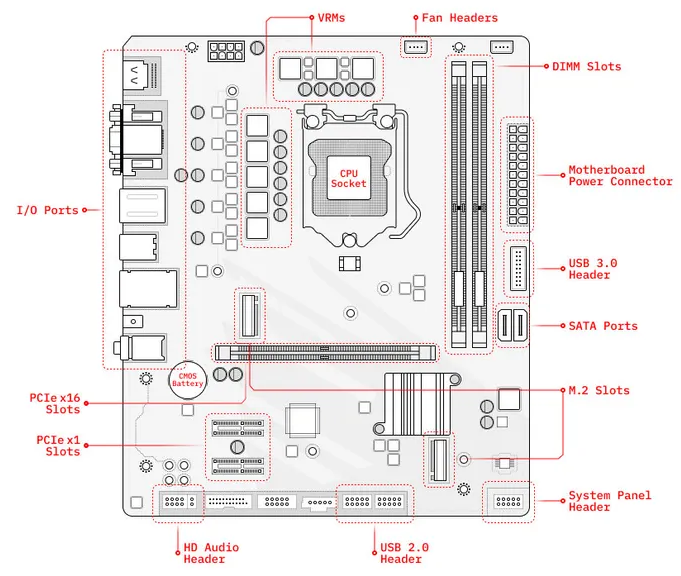 VRMs
Fan Headers
DIMM Slots
CPU
Socket
Motherboard
Power Connector
I/O Ports
USB 3.0
Header
SATA Ports
CMOS
Battery
PCIe x16
Slots
M.2 Slots
PCIe x1
Slots
System Panel
Header
HD Audio
Header
USB 2.0
Header